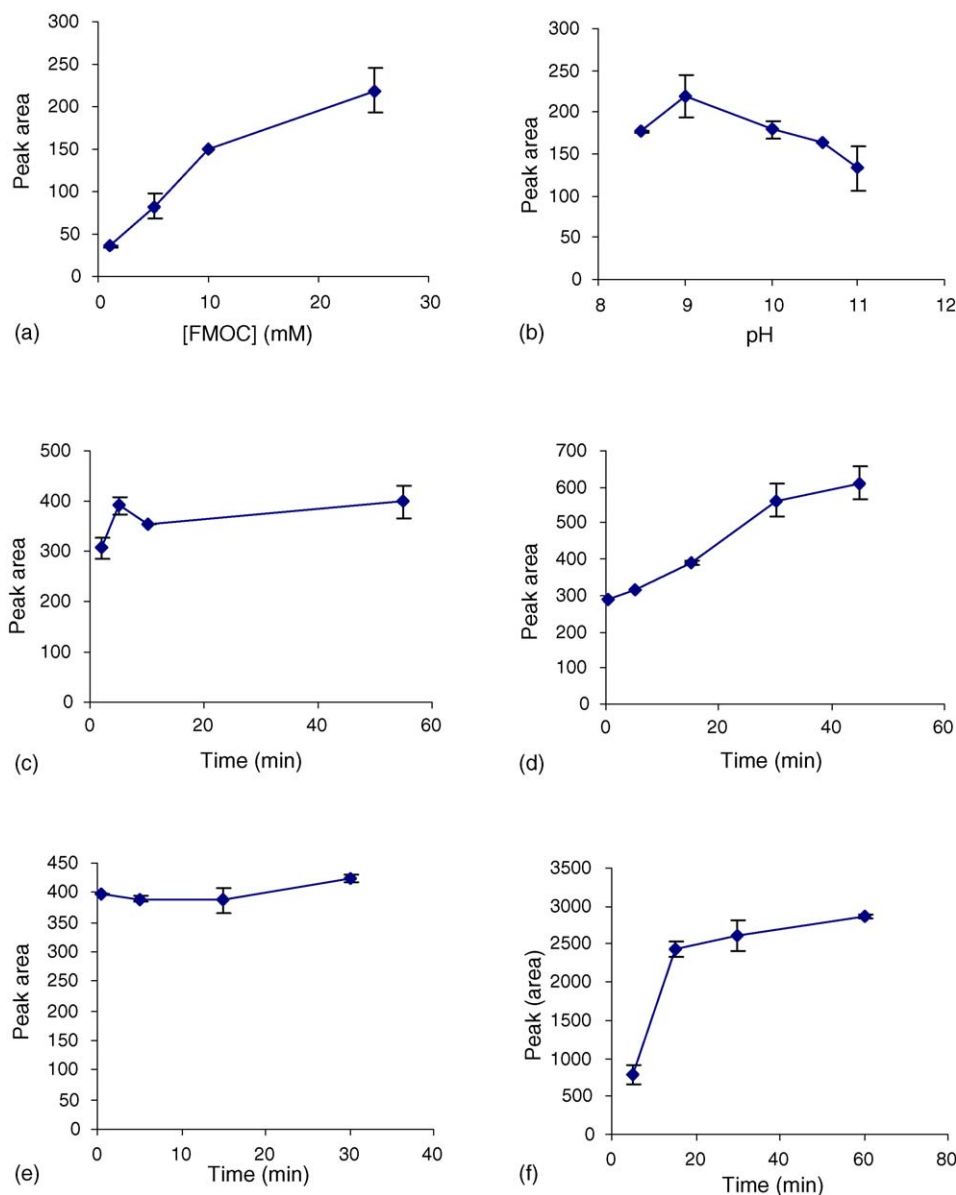 300
250
200
150
100
50
0
Peak area
0 10 20 30
(a) [FMOC] (mM)
300
250
200
150
100
50
0
Peak area
8 9 10 11 12
(b) pH
500
400
300
200
100
0
Peak area
0 20 40 60
(c) Time (min)
700
600
500
400
300
200
100
0
Peak area
0 20 40 60
(d) Time (min)
450
400
350
300
250
200
150
100
50
0
Peak area
0 10 20 30 40
(e) Time (min)
3500
3000
2500
2000
1500
1000
500
0
Peak (area)
0 20 40 60 80
(f) Time (min)